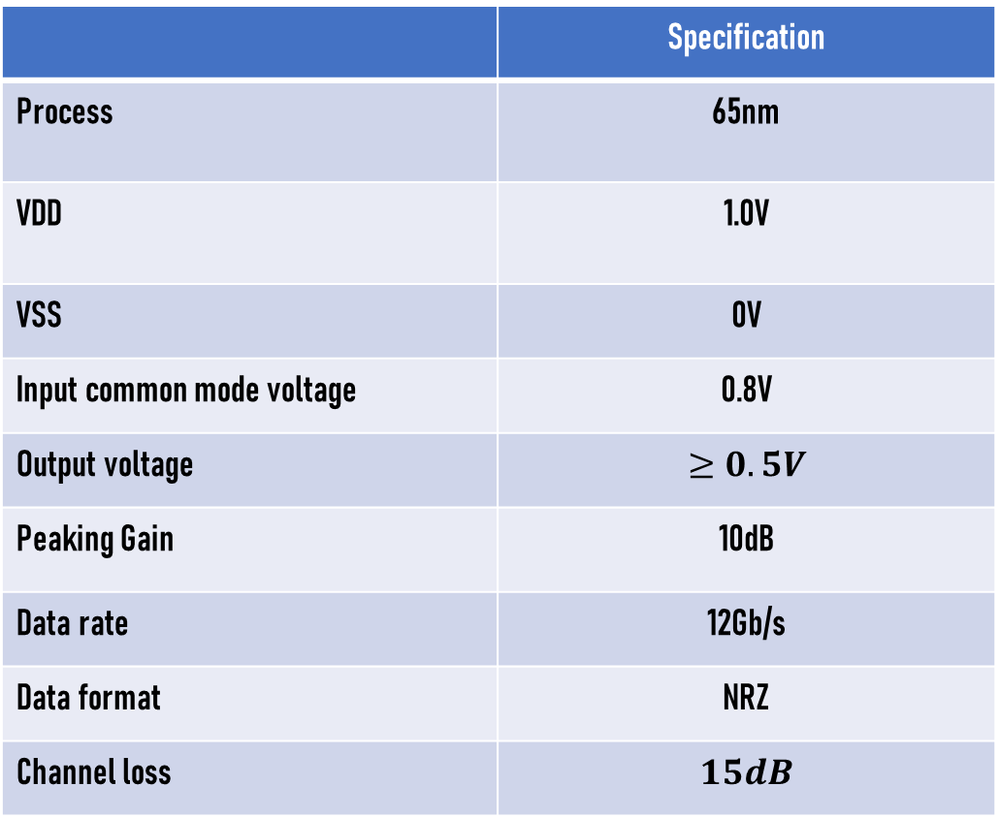 Specification
Process 65nm
VDD 1.0V
VSS 0V
Input common mode voltage 0.8V
Output voltage ≥ 0.5V
Peaking Gain 10dB
Data rate 12Gb/s
Data format NRZ
Channel loss 15dB